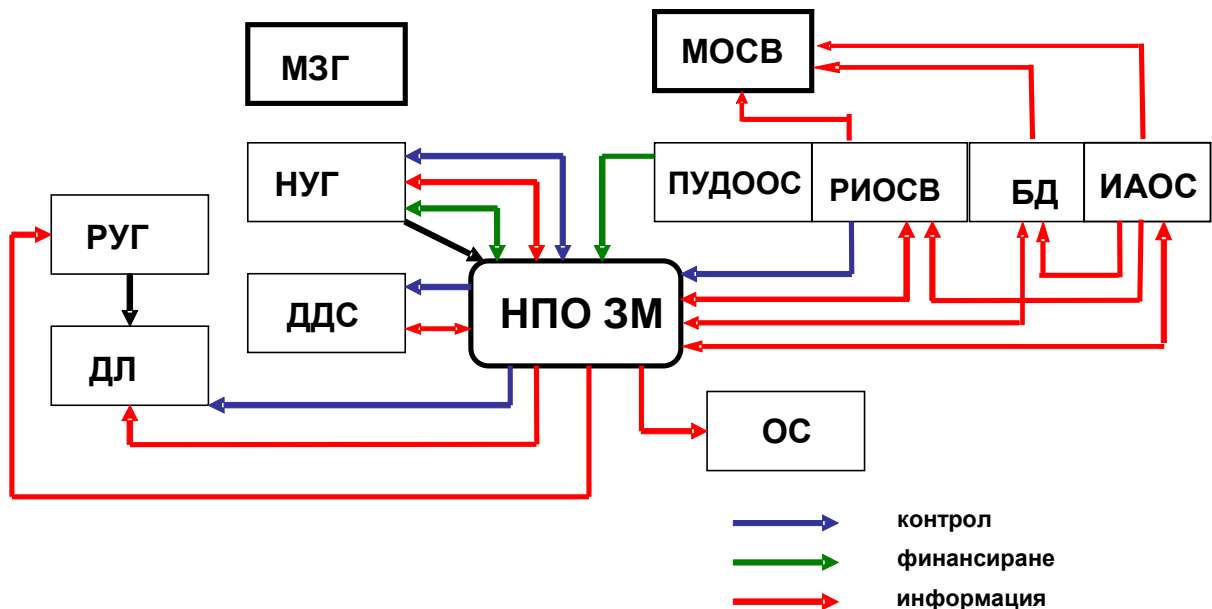 МЗГ
МОСВ
НУГ
ПУДООС
РИОСВ
БД
ИАОС
РУГ
ДДС
НПО ЗМ
ДЛ
ОС
контрол
финансиране
информация